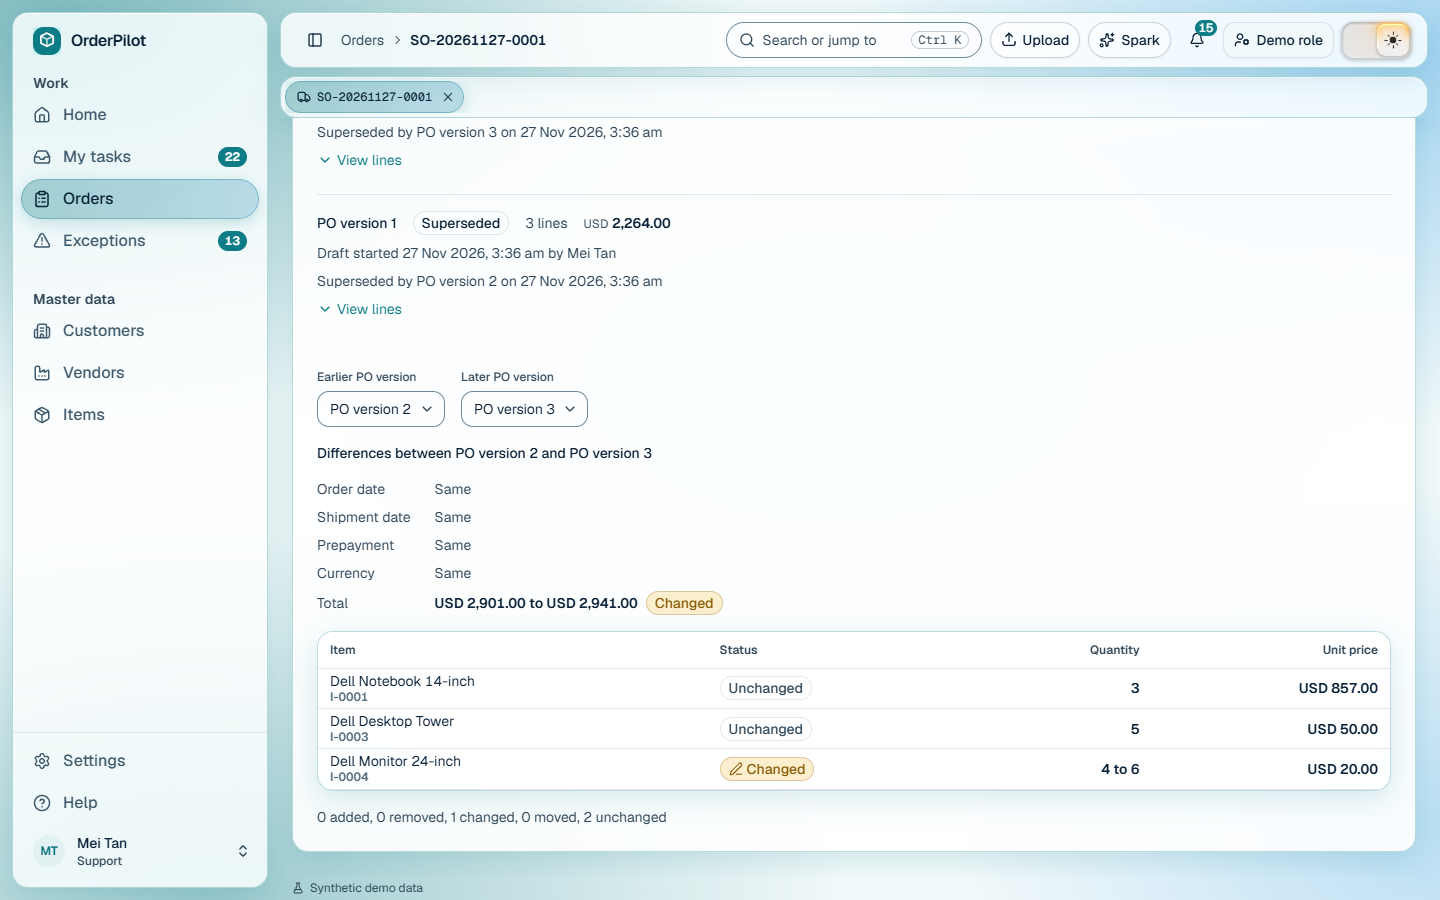 OrderPilot
Work
Home
My tasks 22
Orders
Exceptions 13
Master data
Customers
Vendors
Items
Settings
Help
MT Mei Tan
Support
Orders > SO-20261127-0001
Search or jump to Ctrl K
Upload
Spark
15
Demo role
SO-20261127-0001
Superseded by PO version 3 on 27 Nov 2026, 3:36 am
View lines
PO version 1 Superseded 3 lines USD 2,264.00
Draft started 27 Nov 2026, 3:36 am by Mei Tan
Superseded by PO version 2 on 27 Nov 2026, 3:36 am
View lines
Earlier PO version Later PO version
PO version 2 PO version 3
Differences between PO version 2 and PO version 3
Order date Same
Shipment date Same
Prepayment Same
Currency Same
Total USD 2,901.00 to USD 2,941.00 Changed
Item Status Quantity Unit price
Dell Notebook 14-inch Unchanged 3 USD 857.00
I-0001
Dell Desktop Tower Unchanged 5 USD 50.00
I-0003
Dell Monitor 24-inch Changed 4 to 6 USD 20.00
I-0004
0 added, 0 removed, 1 changed, 0 moved, 2 unchanged
Synthetic demo data